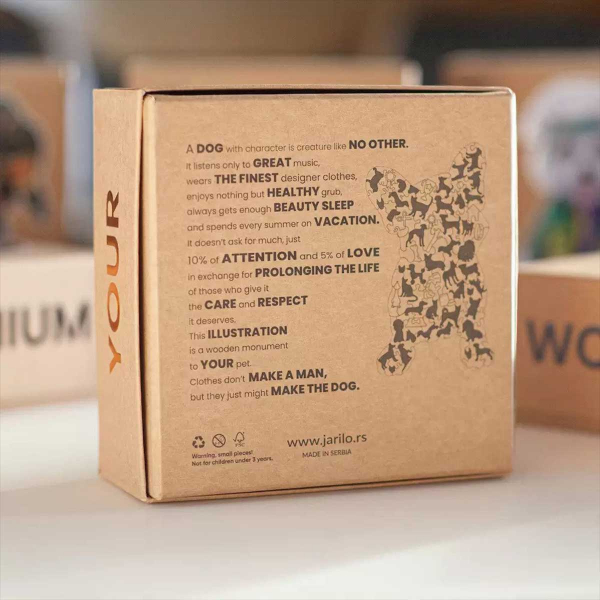 A DOG with character is creature like NO OTHER.
It listens only to GREAT music,
wears THE FINEST designer clothes,
enjoys nothing but HEALTHY grub,
always gets enough BEAUTY SLEEP
and spends every summer on VACATION.
It doesn't ask for much, just
10% of ATTENTION and 5% of LOVE
in exchange for PROLONGING THE LIFE
of those who give it
the CARE and RESPECT
it deserves.
This ILLUSTRATION
is a wooden monument
to YOUR pet...
Clothes don't MAKE A MAN,
but they just might MAKE THE DOG.
Warning, small pieces!
Not for children under 3 years.
www.jarilo.rs
MADE IN SERBIA
YOUR
IUM
WO